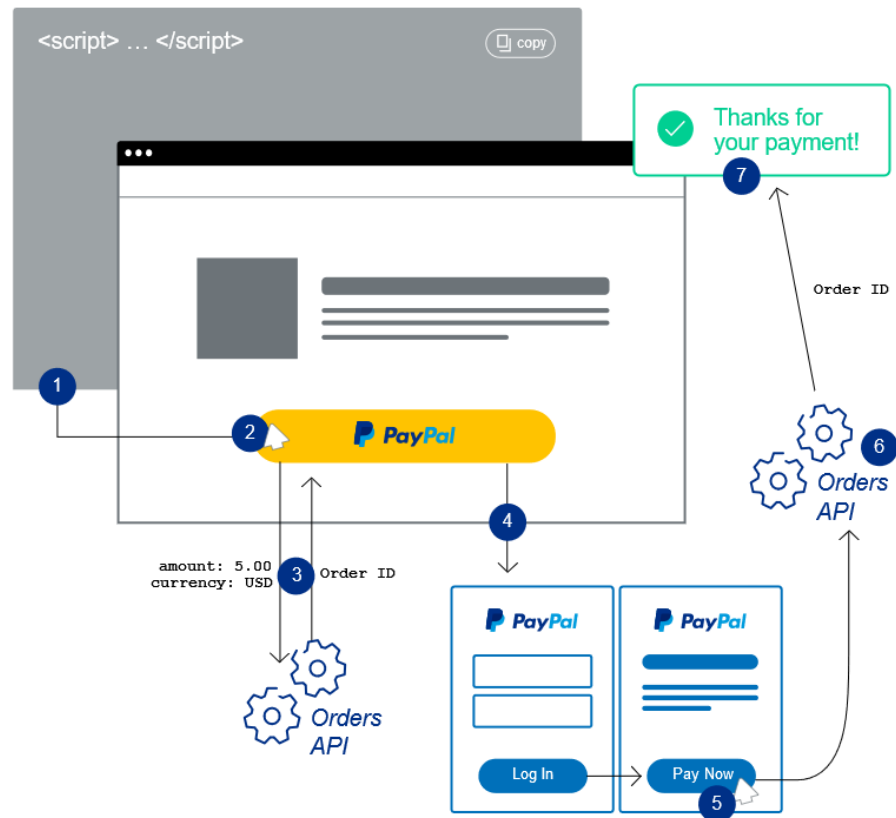 <script> … </script>
copy
Thanks for
your payment!
7
Order ID
1
2
PayPal
6
Orders
API
4
amount: 5.00
currency: USD
3
Order ID
Orders
API
PayPal
PayPal
Log In
Pay Now
5